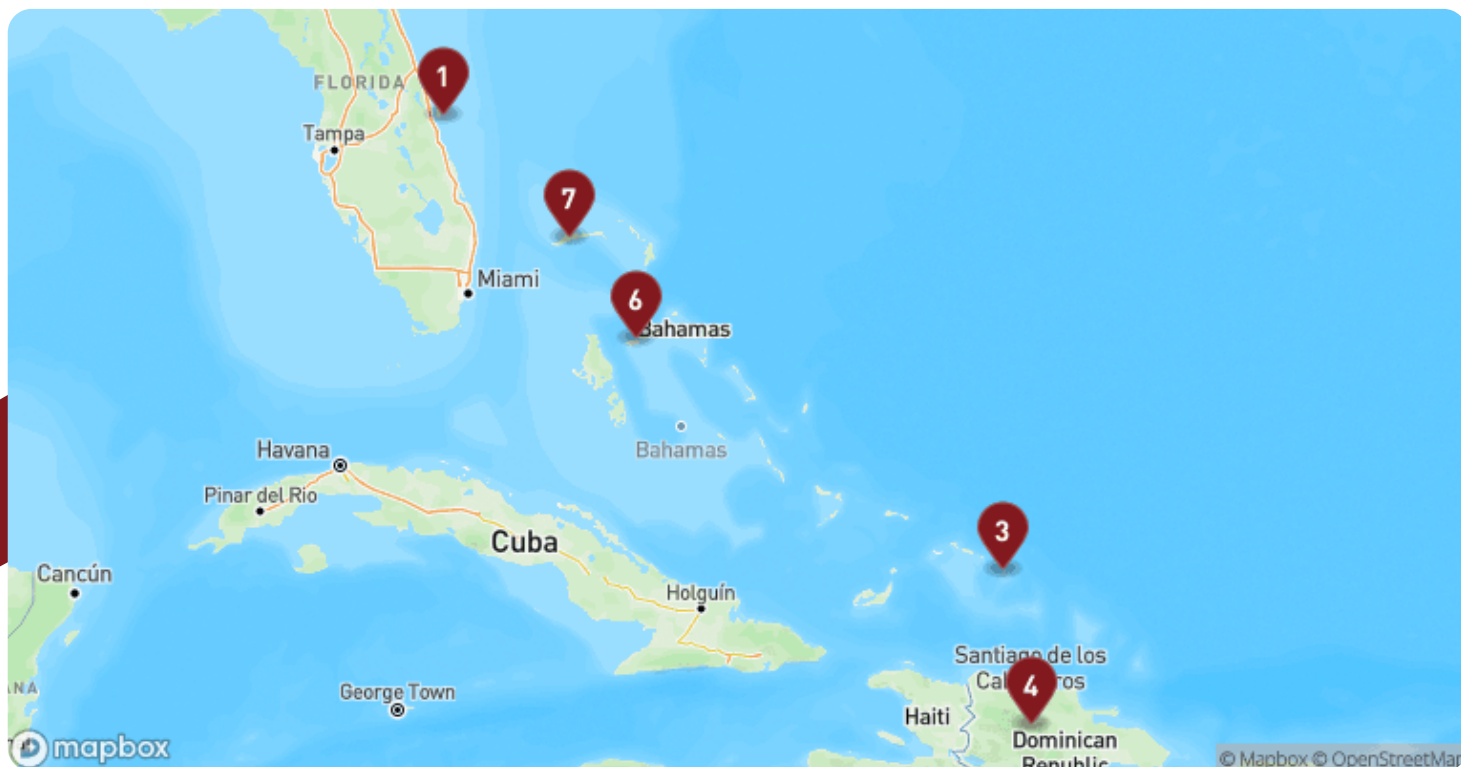 1
FLORIDA
Tampa
7
Miami
6
Bahamas
Bahamas
Havana
Pinar del Rio
Cuba
3
Cancún
Holguín
Santiago de los
4
George Town
Haiti
Dominican
Republic
mapbox
© Mapbox © OpenStreetMap